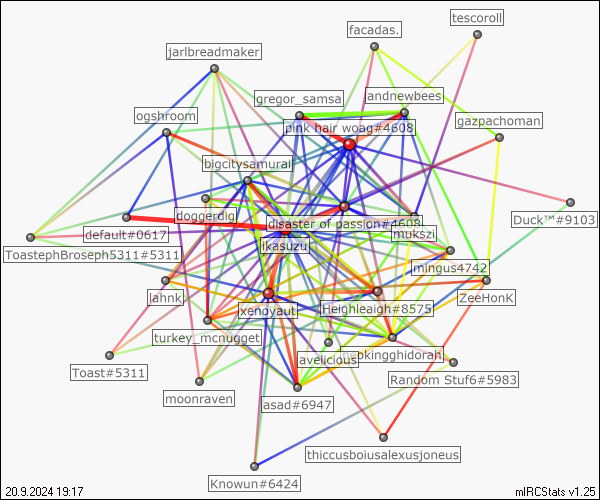 tescoroll
facadas.
jarlbreadmaker
gregor_samsa
landnewbees
ogshroom
gazpachoman
pink hair woag#4608
bigcitysamurai
doggerdig
Duck™#9103
disaster of passion#4608
default#0617
mukszi
ikasuzu
ToastephBroseph5311#5311
mingus4742
lahnk
ZeeHonK
xenoyaut
Heighleaigh#8575
turkey_mcnugget
avelicious
Toast#5311
Random Stuf6#5983
moonraven
asad#6947
thiccusboiusalexusjoneus
Knowun#6424
20.9.2024 19:17
mIRCStats v1.25